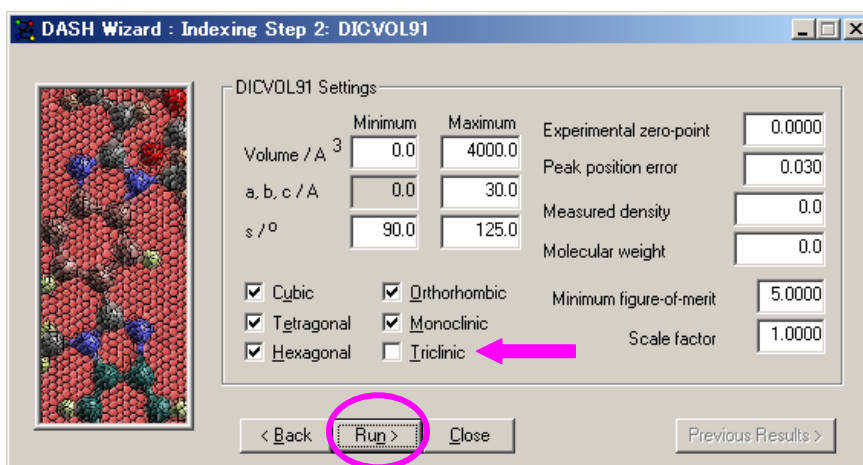 DASH Wizard : Indexing Step 2: DICVOL91
DICVOL91 Settings
Minimum Maximum
Volume / A 3 0.0 4000.0
a, b, c / A 0.0 30.0
s / o 90.0 125.0
Experimental zero-point 0.0000
Peak position error 0.030
Measured density 0.0
Molecular weight 0.0
Cubic Orthorhombic
Tetragonal Monoclinic
Hexagonal Triclinic
Minimum figure-of-merit 5.0000
Scale factor 1.0000
< Back Run > Close Previous Results >